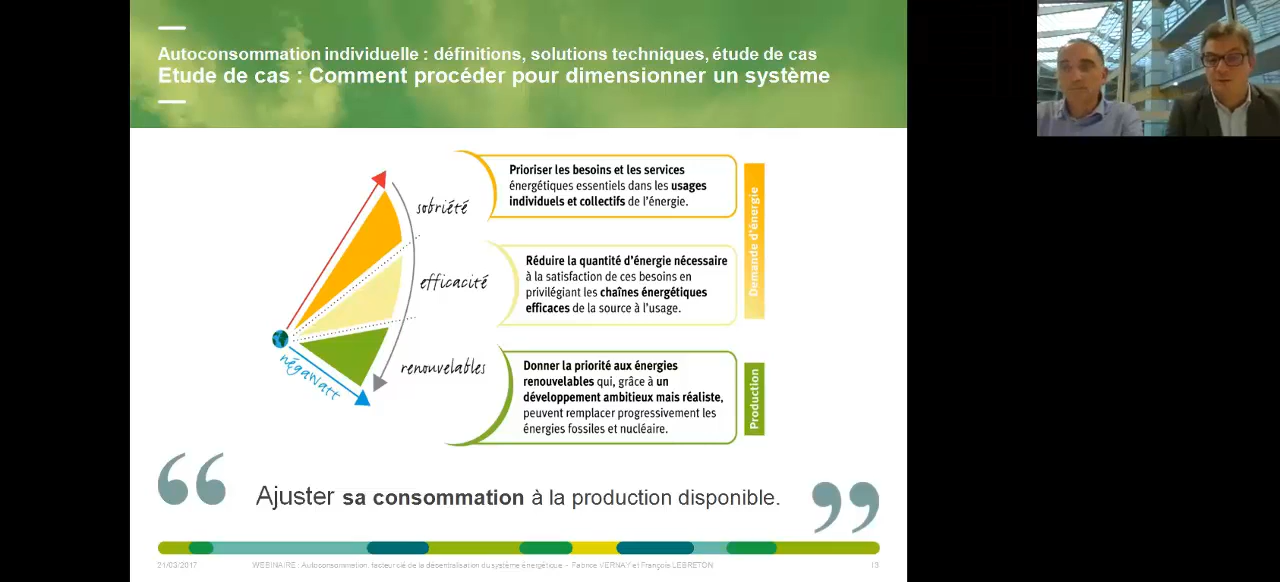 Autoconsommation individuelle : définitions, solutions techniques, étude de cas
Etude de cas : Comment procéder pour dimensionner un système
sobriété
Prioriser les besoins et les services
énergétiques essentiels dans les usages
individuels et collectifs de l'énergie.
Demande d'énergie
efficacité
Réduire la quantité d'énergie nécessaire
à la satisfaction de ces besoins en
privilégiant les chaînes énergétiques
efficaces de la source à l'usage.
renouvelables
Donner la priorité aux énergies
renouvelables qui, grâce à un
développement ambitieux mais réaliste,
peuvent remplacer progressivement les
énergies fossiles et nucléaire.
Production
négawatt
“ Ajuster sa consommation à la production disponible. ”
21/03/2017 WEBINAIRE : Autoconsommation, facteur clé de la décentralisation du système énergétique - Fabrice VERNAY et François LEBRETON 13